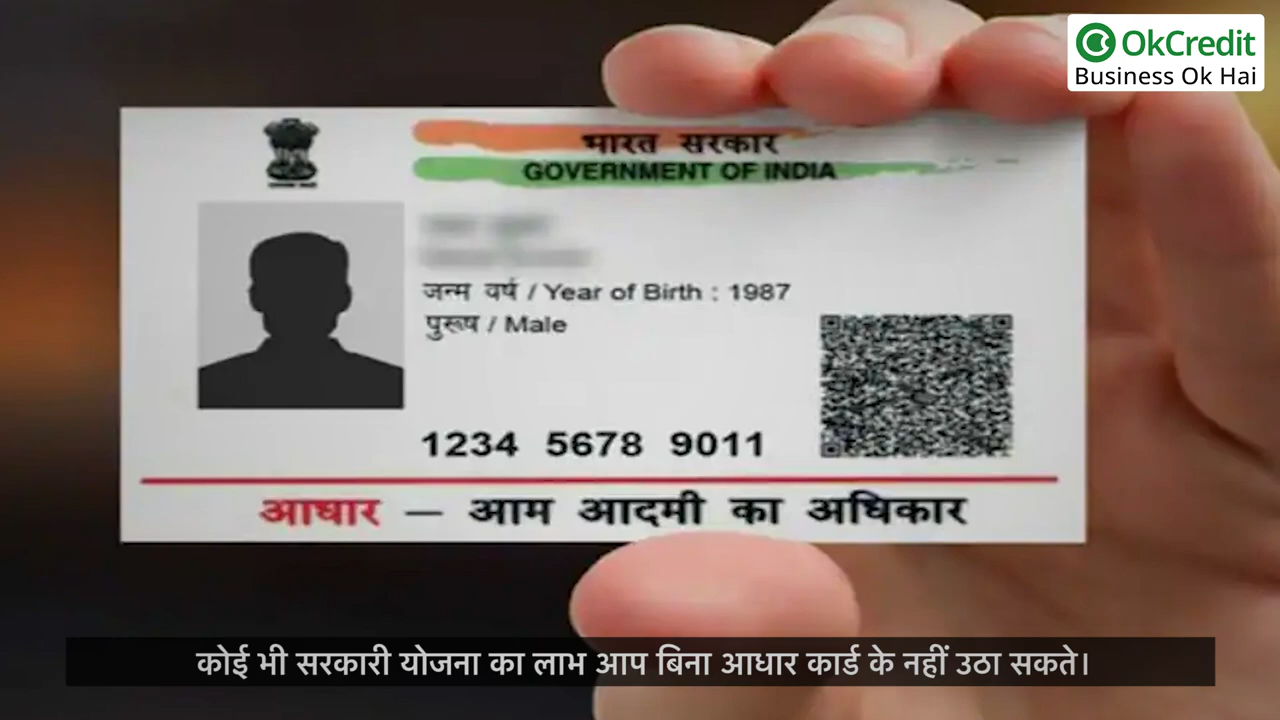 OkCredit
Business Ok Hai
भारत सरकार
GOVERNMENT OF INDIA
जन्म वर्ष / Year of Birth : 1987
पुरूष / Male
1234 5678 9011
आधार — आम आदमी का अधिकार
कोई भी सरकारी योजना का लाभ आप बिना आधार कार्ड के नहीं उठा सकते।